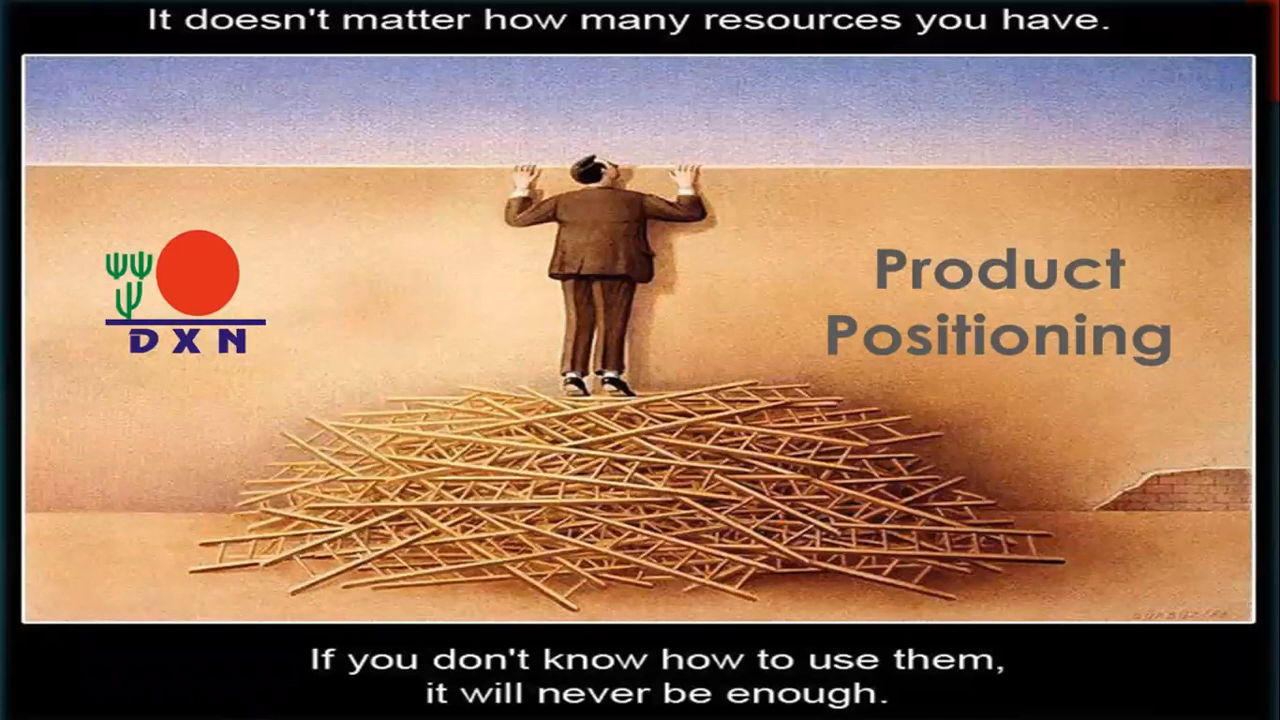 It doesn't matter how many resources you have.
DXN
Product
Positioning
If you don't know how to use them,
it will never be enough.